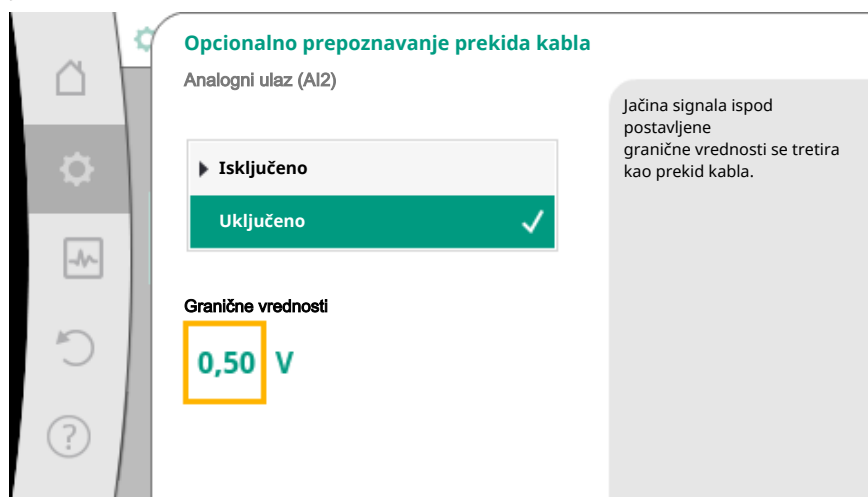 Opcionalno prepoznavanje prekida kabla
Analogni ulaz (AI2)
Isključeno
Uključeno
Granične vrednosti
0,50 V
Jačina signala ispod
postavljene
granične vrednosti se tretira
kao prekid kabla.
?